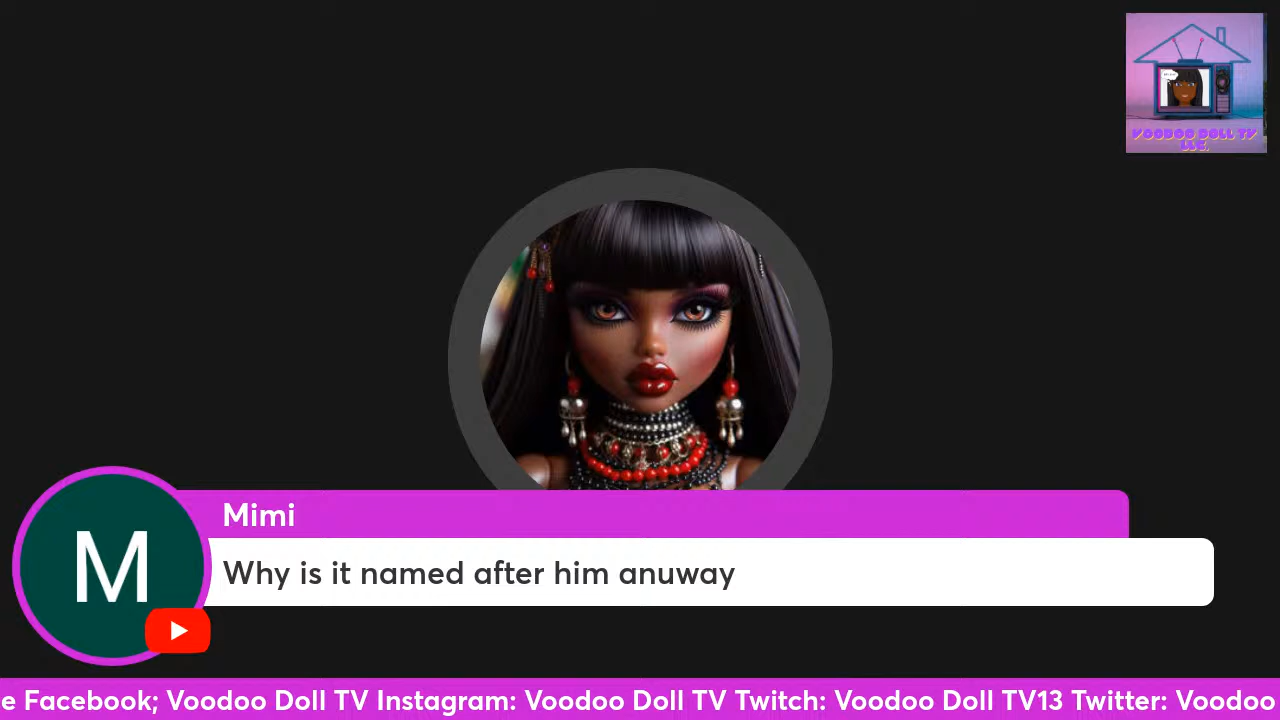 VOODOO DOLL TV
LLC.
Mimi
M
Why is it named after him anuway
e Facebook; Voodoo Doll TV Instagram: Voodoo Doll TV Twitch: Voodoo Doll TV13 Twitter: Voodoo